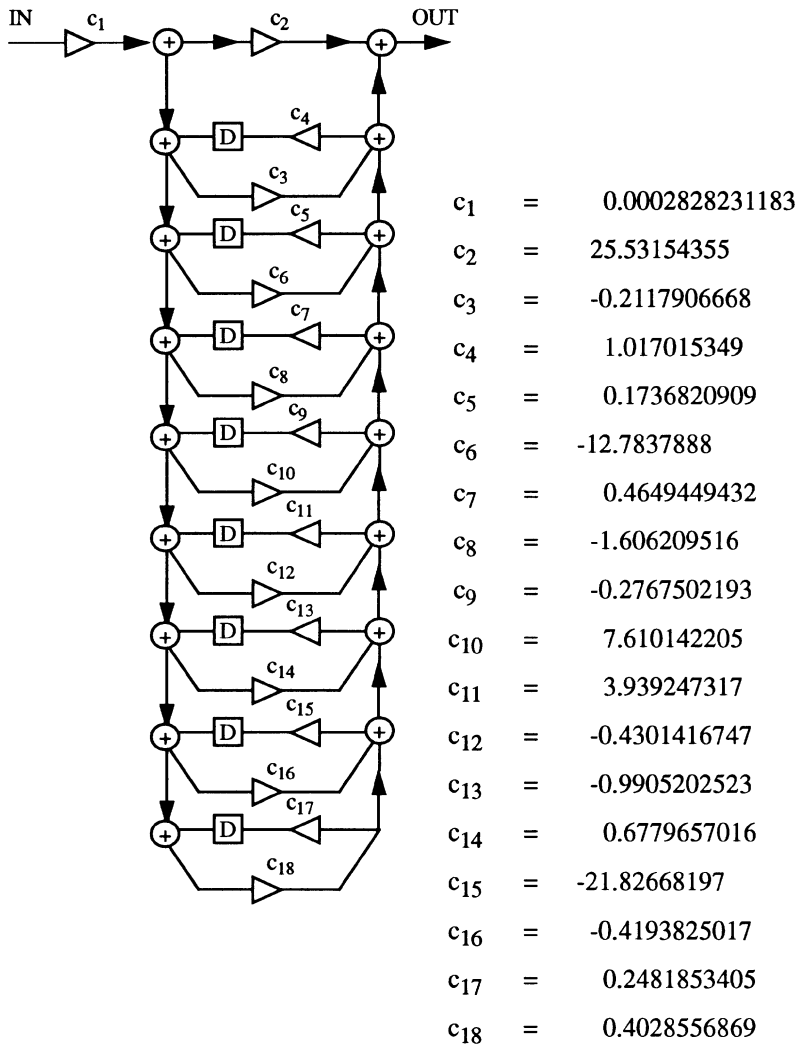 IN c1 c2 OUT
+ +
D c4
+ +
c3
D c5
+ +
c6
D c7
+ +
c8
D c9
+ +
c10
D c11
+ +
c12
D c13
+ +
c14
D c15
+ +
c16
D c17
+
c18
c1 = 0.0002828231183
c2 = 25.53154355
c3 = -0.2117906668
c4 = 1.017015349
c5 = 0.1736820909
c6 = -12.7837888
c7 = 0.4649449432
c8 = -1.606209516
c9 = -0.2767502193
c10 = 7.610142205
c11 = 3.939247317
c12 = -0.4301416747
c13 = -0.9905202523
c14 = 0.6779657016
c15 = -21.82668197
c16 = -0.4193825017
c17 = 0.2481853405
c18 = 0.4028556869